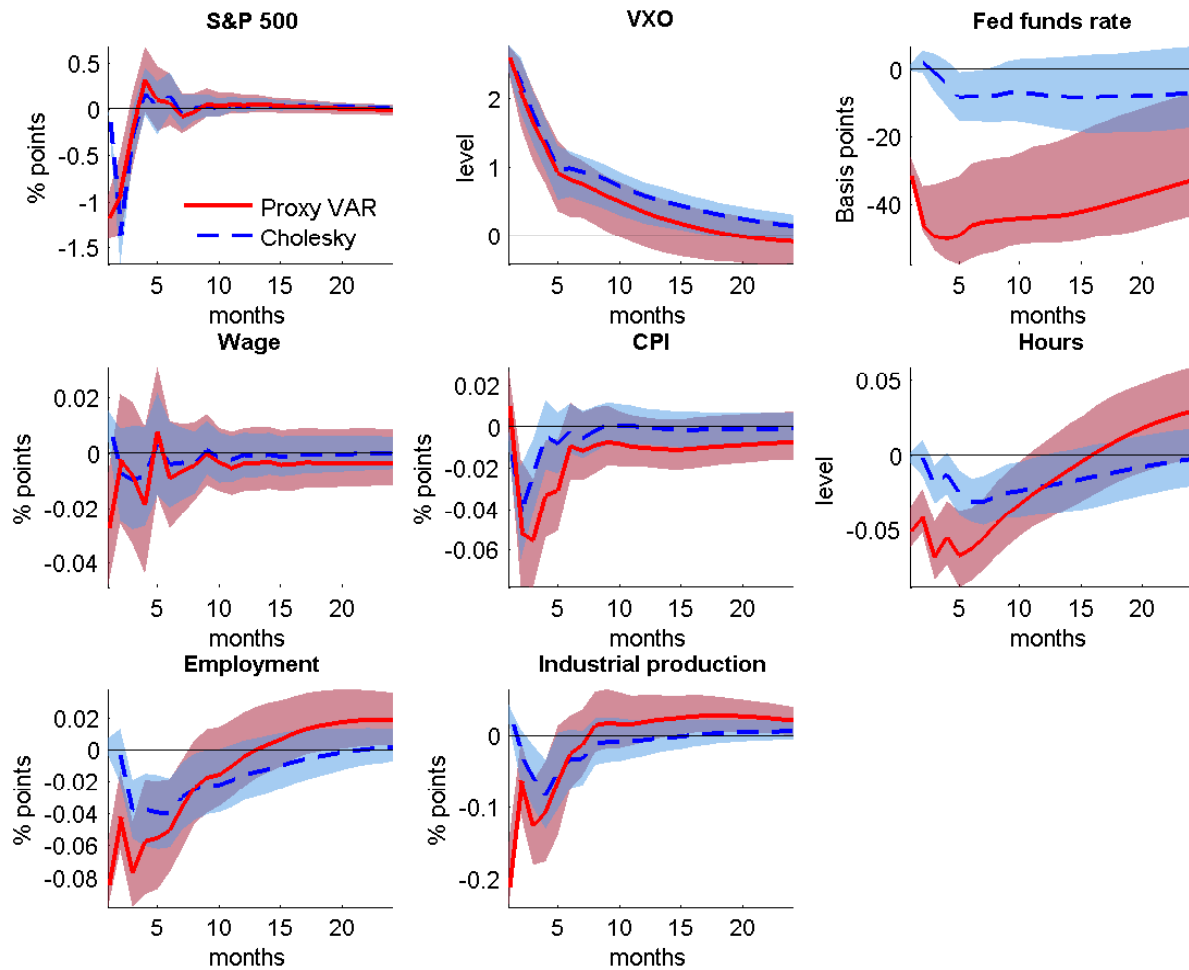 S&P 500
0.5
0
-0.5
-1
-1.5
% points
Proxy VAR
Cholesky
5 10 15 20
months
VXO
2
1
0
level
5 10 15 20
months
Fed funds rate
0
-20
-40
Basis points
5 10 15 20
months
Wage
0.02
0
-0.02
-0.04
% points
5 10 15 20
months
CPI
0.02
0
-0.02
-0.04
-0.06
% points
5 10 15 20
months
Hours
0.05
0
-0.05
level
5 10 15 20
months
Employment
0.02
0
-0.02
-0.04
-0.06
-0.08
% points
5 10 15 20
months
Industrial production
0
-0.1
-0.2
% points
5 10 15 20
months